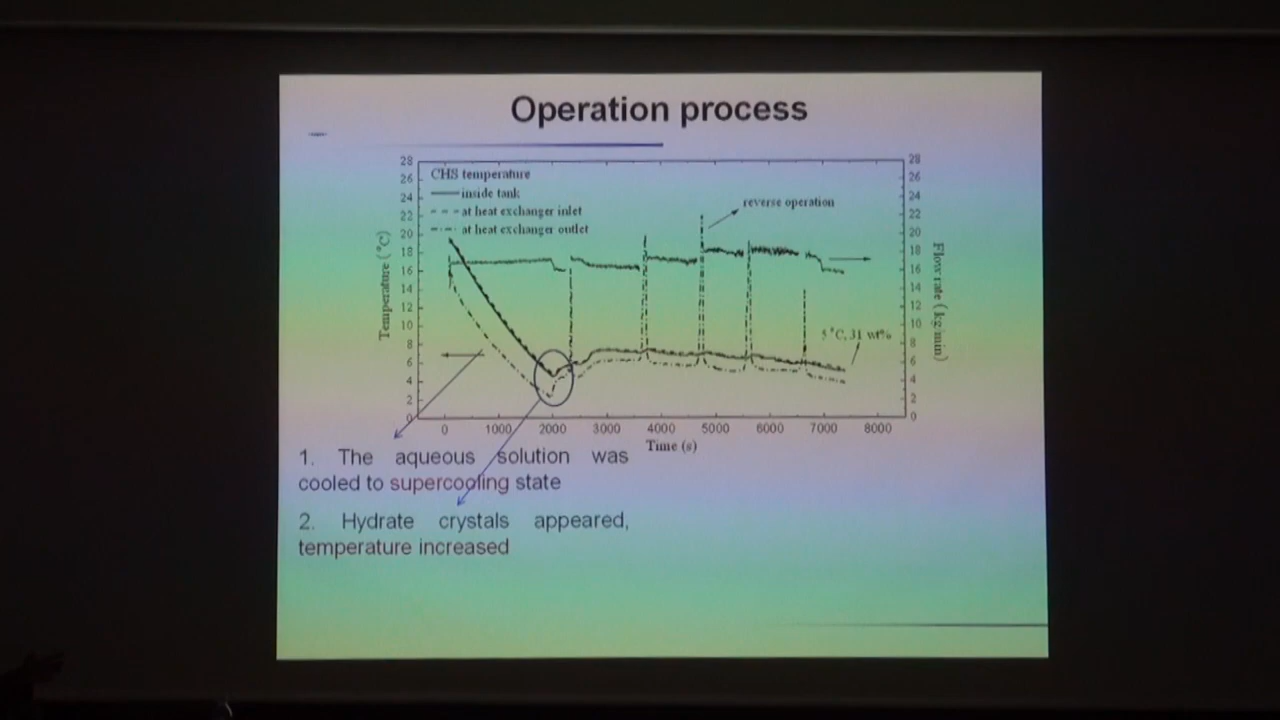 Operation process
28
26
24
22
20
18
16
14
12
10
8
6
4
2
0
Temperature (°C)
CHS temperature
inside tank
at heat exchanger inlet
at heat exchanger outlet
reverse operation
5°C, 31 wt%
28
26
24
22
20
18
16
14
12
10
8
6
4
2
0
Flow rate (kg/min)
0 1000 2000 3000 4000 5000 6000 7000 8000
Time (s)
1. The aqueous solution was
cooled to supercooling state
2. Hydrate crystals appeared,
temperature increased